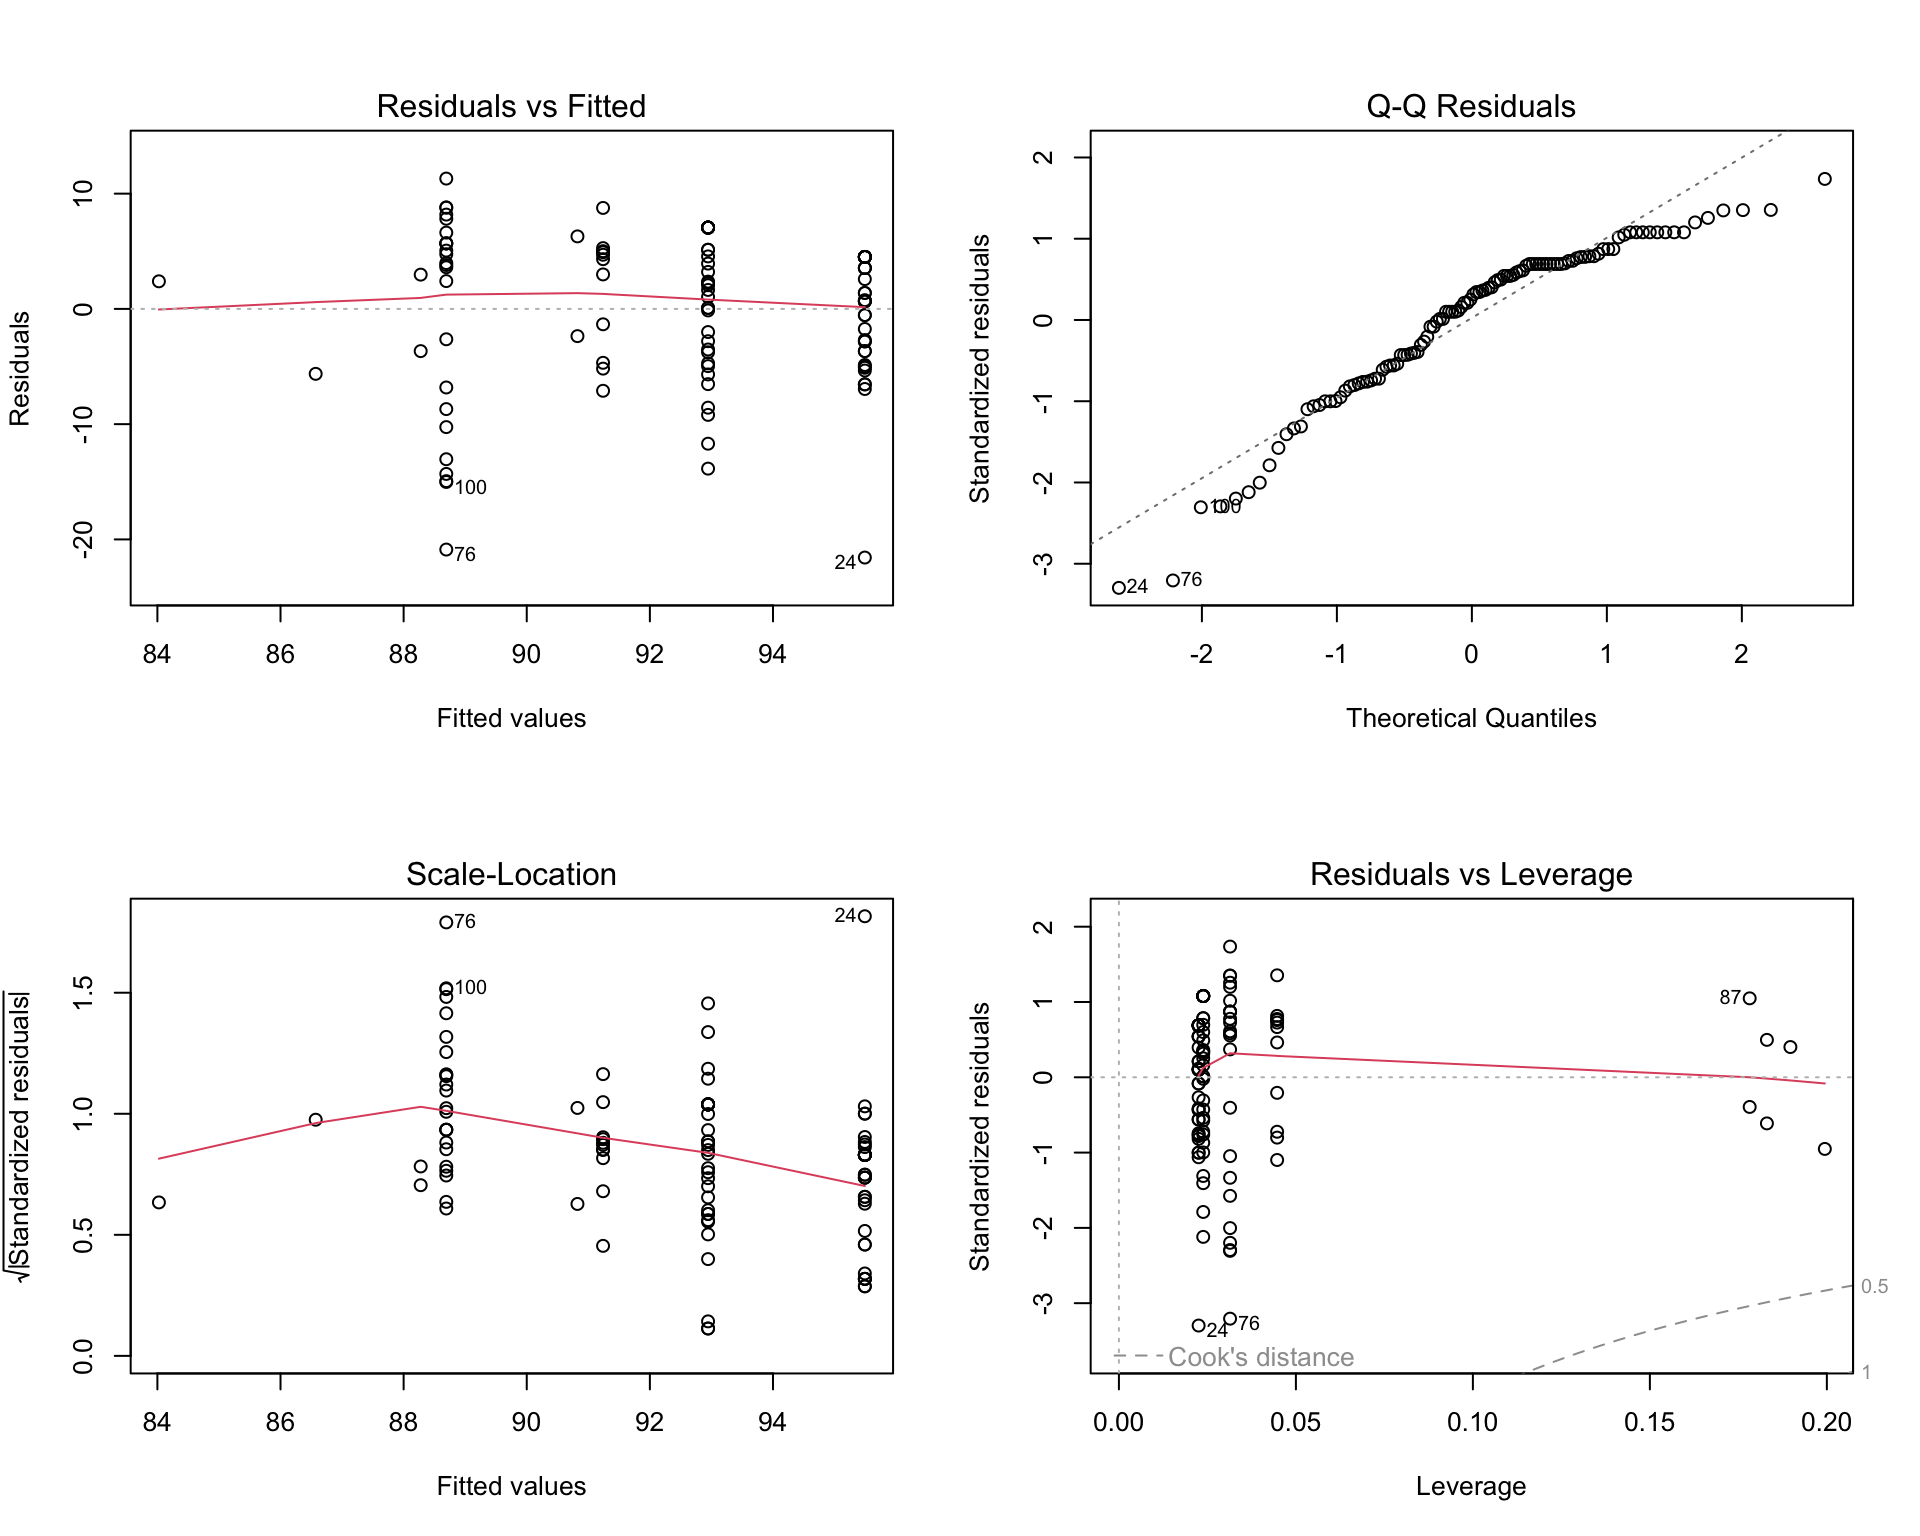 Residuals vs Fitted
Residuals
10
0
-10
-20
100
76
24
84 86 88 90 92 94
Fitted values
Q-Q Residuals
Standardized residuals
2
1
0
-1
-2
-3
100
24
76
-2 -1 0 1 2
Theoretical Quantiles
Scale-Location
√|Standardized residuals|
1.5
1.0
0.5
0.0
76
24
100
84 86 88 90 92 94
Fitted values
Residuals vs Leverage
Standardized residuals
2
1
0
-1
-2
-3
87
24
76
0.5
1
Cook's distance
0.00 0.05 0.10 0.15 0.20
Leverage